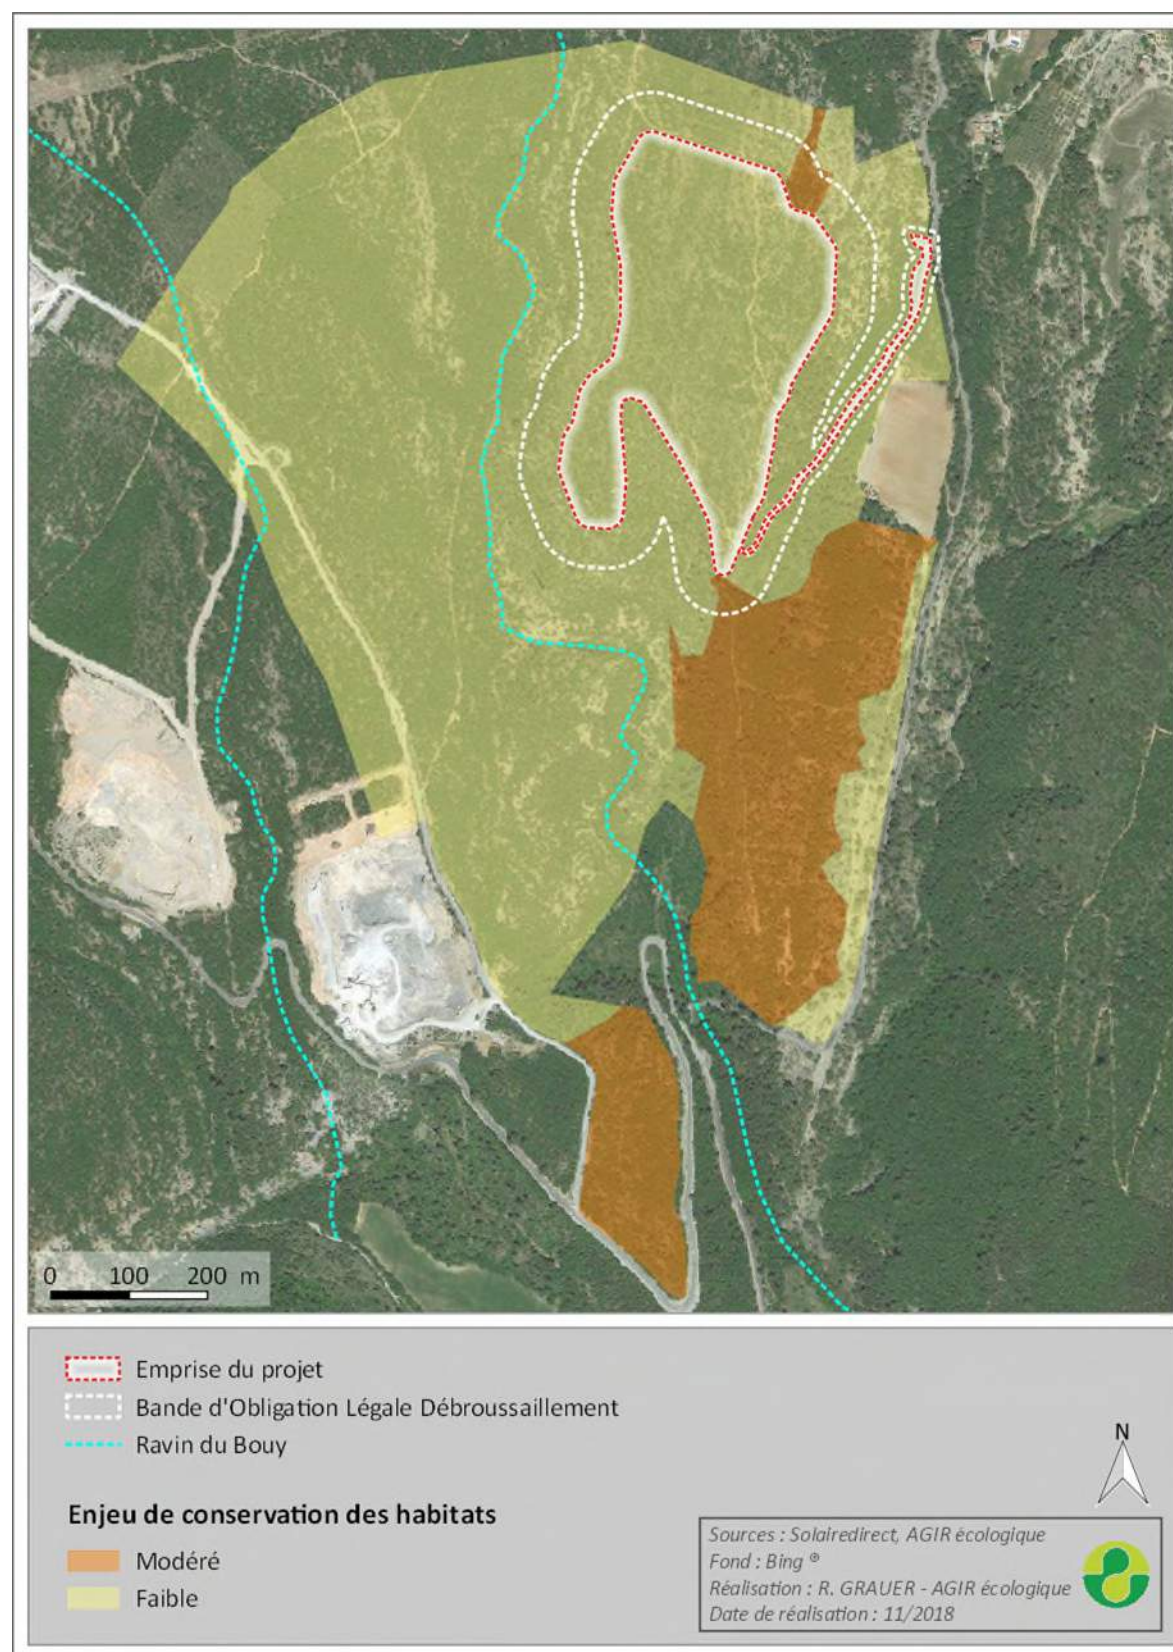 0 100 200 m
Emprise du projet
Bande d'Obligation Légale Débroussaillement
Ravin du Bouy
N
Enjeu de conservation des habitats
Modéré
Faible
Sources : Solairedirect, AGIR écologique
Fond : Bing ®
Réalisation : R. GRAUER - AGIR écologique
Date de réalisation : 11/2018